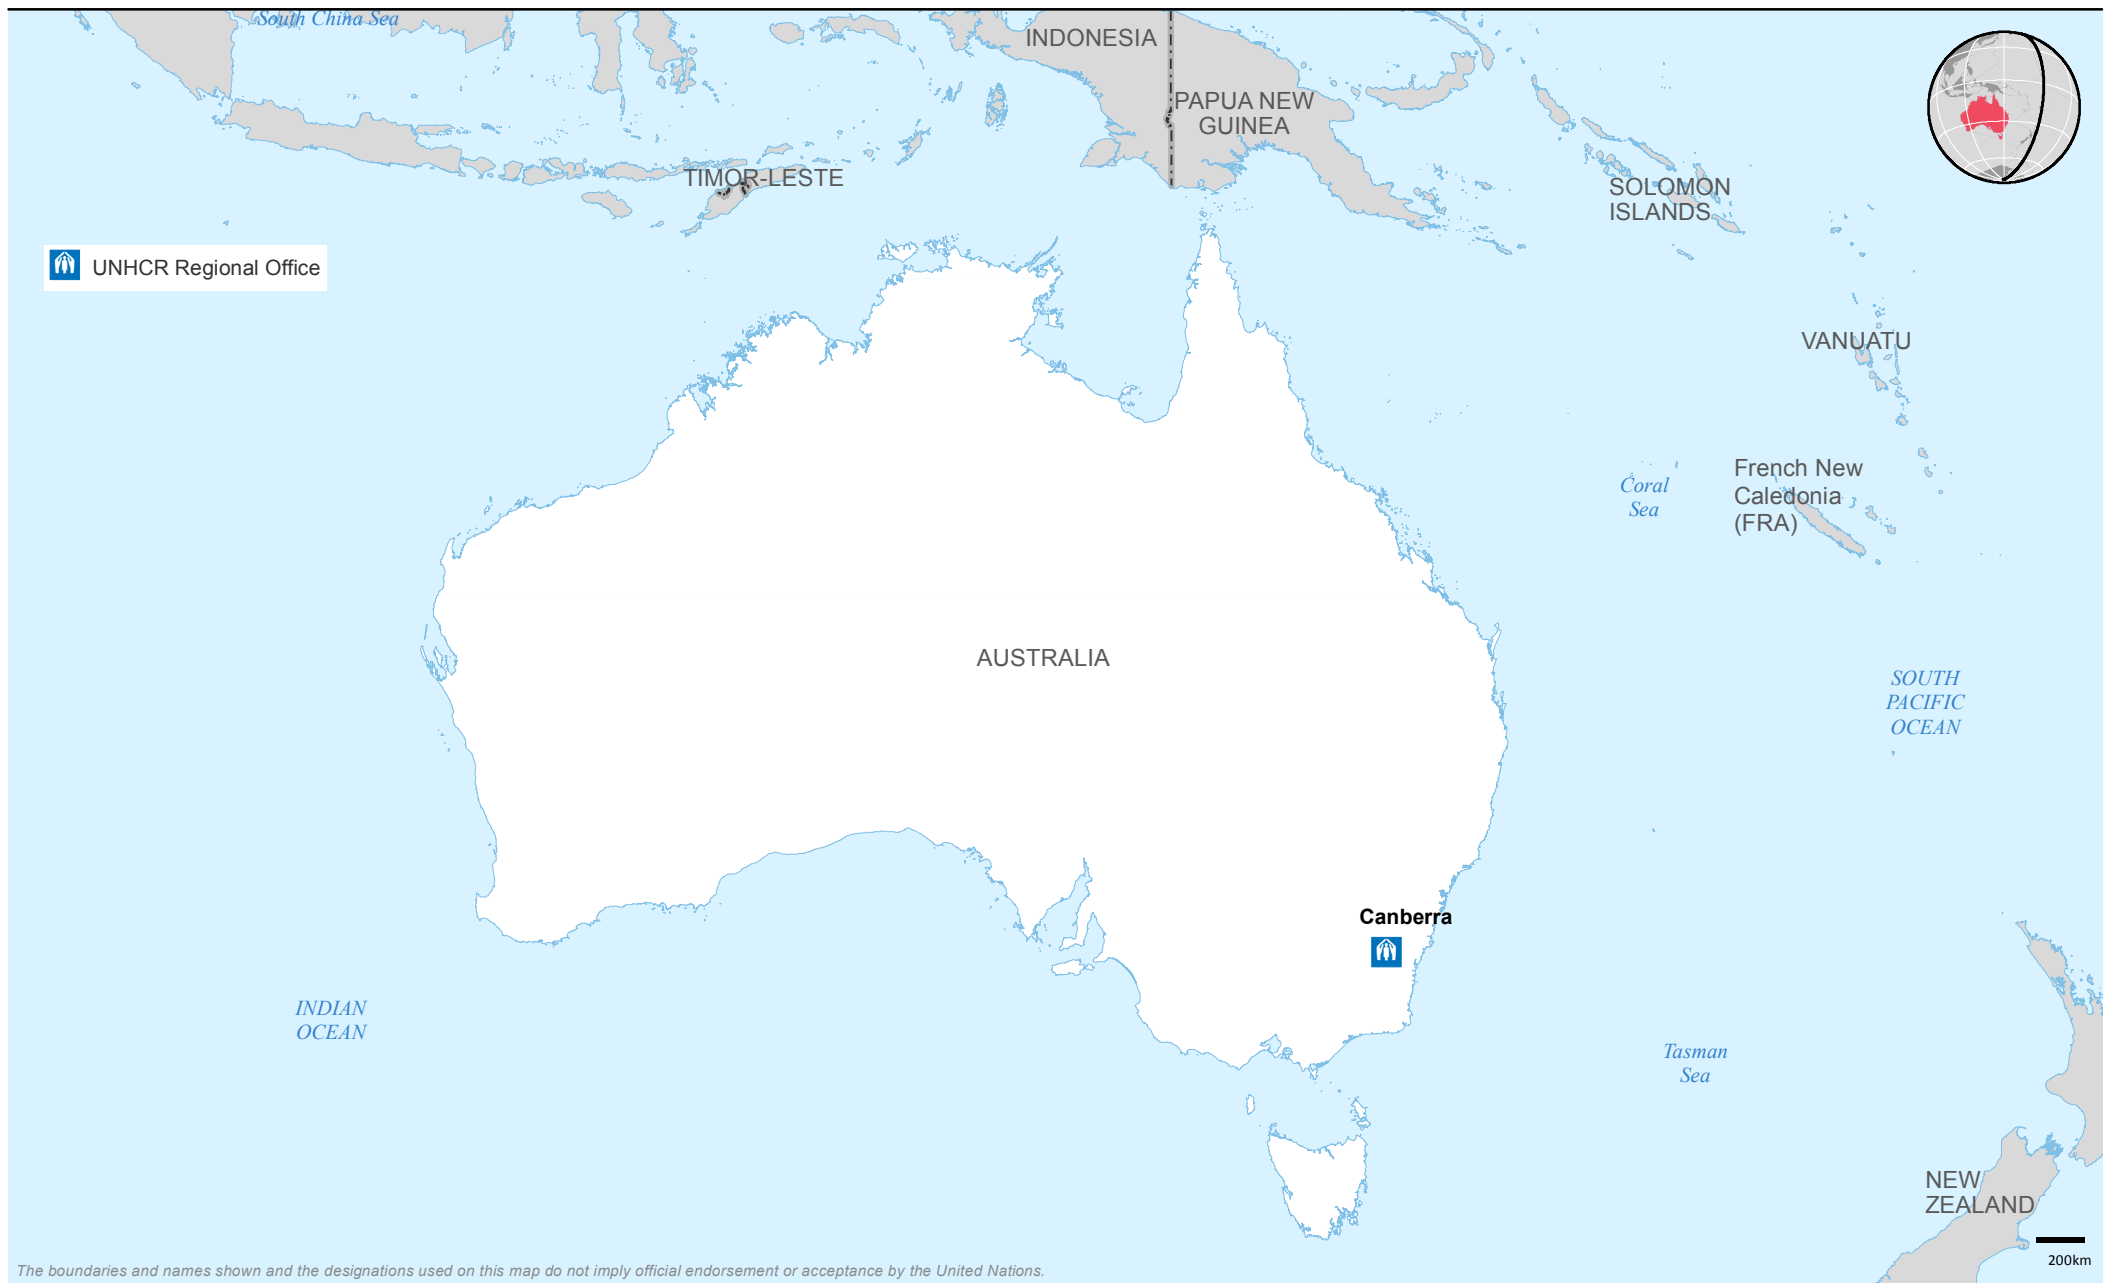 South China Sea
INDONESIA
PAPUA NEW
GUINEA
TIMOR-LESTE
SOLOMON
ISLANDS
UNHCR Regional Office
VANUATU
French New
Caledonia
(FRA)
Coral
Sea
AUSTRALIA
SOUTH
PACIFIC
OCEAN
Canberra
INDIAN
OCEAN
Tasman
Sea
NEW
ZEALAND
200km
The boundaries and names shown and the designations used on this map do not imply official endorsement or acceptance by the United Nations.